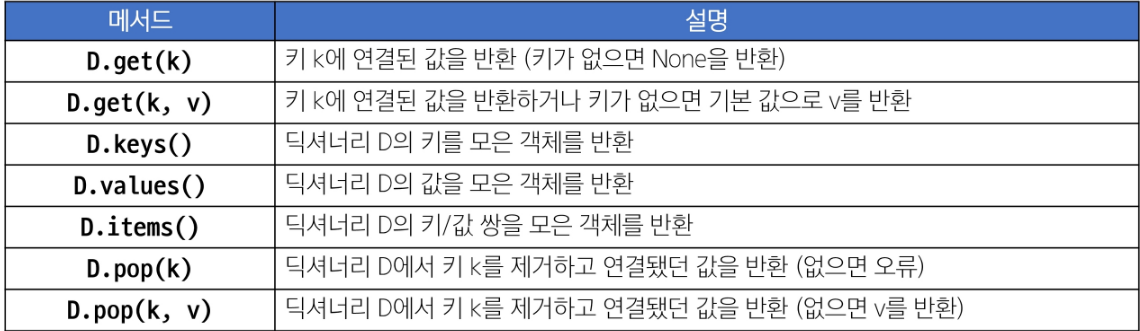 메서드 설명
D.get(k) 키 k에 연결된 값을 반환 (키가 없으면 None을 반환)
D.get(k, v) 키 k에 연결된 값을 반환하거나 키가 없으면 기본 값으로 v를 반환
D.keys() 딕셔너리 D의 키를 모은 객체를 반환
D.values() 딕셔너리 D의 값을 모은 객체를 반환
D.items() 딕셔너리 D의 키/값 쌍을 모은 객체를 반환
D.pop(k) 딕셔너리 D에서 키 k를 제거하고 연결됐던 값을 반환 (없으면 오류)
D.pop(k, v) 딕셔너리 D에서 키 k를 제거하고 연결됐던 값을 반환 (없으면 v를 반환)